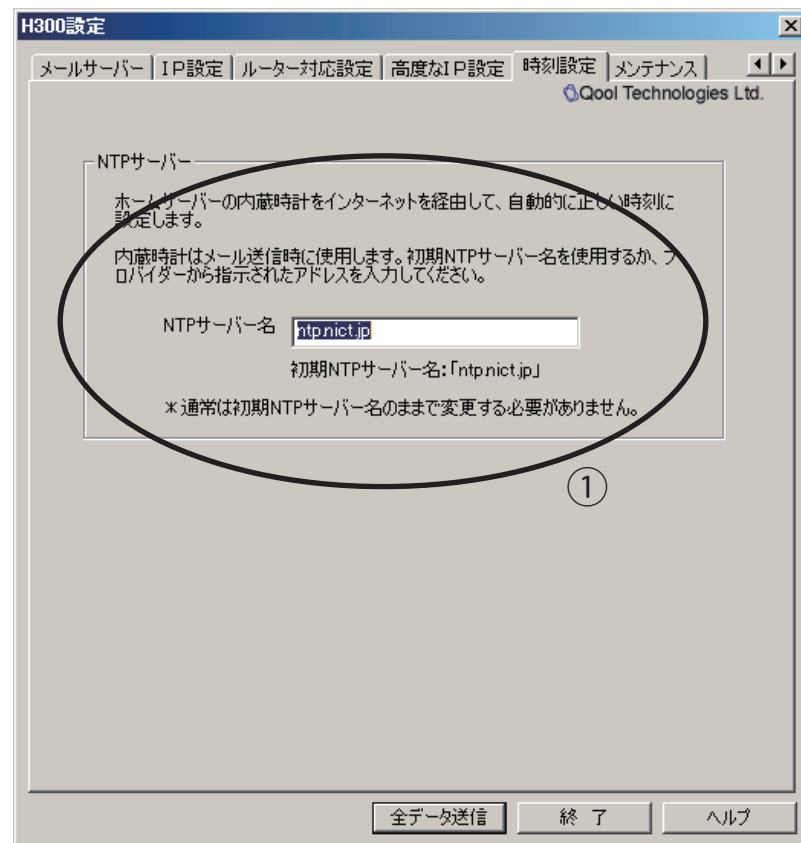 H300設定
メールサーバー IP設定 ルーター対応設定 高度なIP設定 時刻設定 メンテナンス
Qool Technologies Ltd.
NTPサーバー
ホームサーバーの内蔵時計をインターネットを経由して、自動的に正しい時刻に
設定します。
内蔵時計はメール送信時に使用します。初期NTPサーバー名を使用するか、プ
ロバイダーから指示されたアドレスを入力してください。
NTPサーバー名 ntp.nict.jp
初期NTPサーバー名:「ntp.nict.jp」
*通常は初期NTPサーバー名のままで変更する必要がありません。
①
全データ送信 終 了 ヘルプ